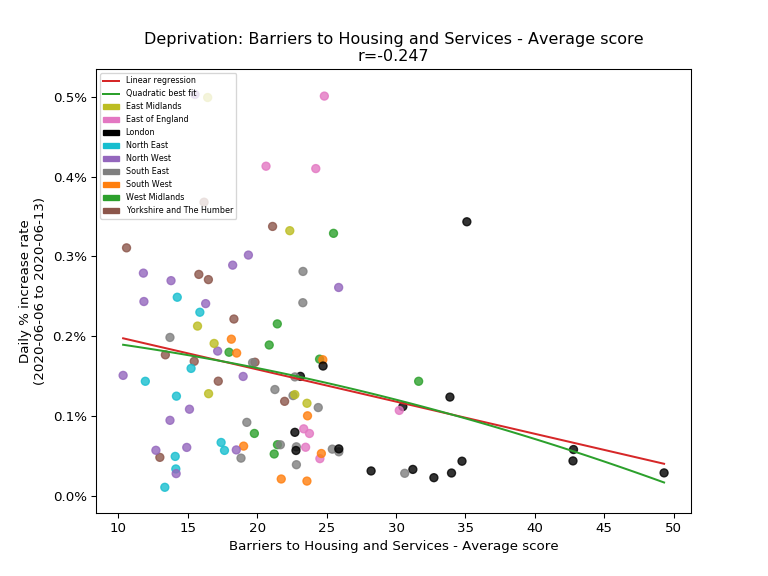 Deprivation: Barriers to Housing and Services - Average score
r=-0.247
0.5%
0.4%
0.3%
0.2%
0.1%
0.0%
Daily % increase rate
(2020-06-06 to 2020-06-13)
Linear regression
Quadratic best fit
East Midlands
East of England
London
North East
North West
South East
South West
West Midlands
Yorkshire and The Humber
10
15
20
25
30
35
40
45
50
Barriers to Housing and Services - Average score